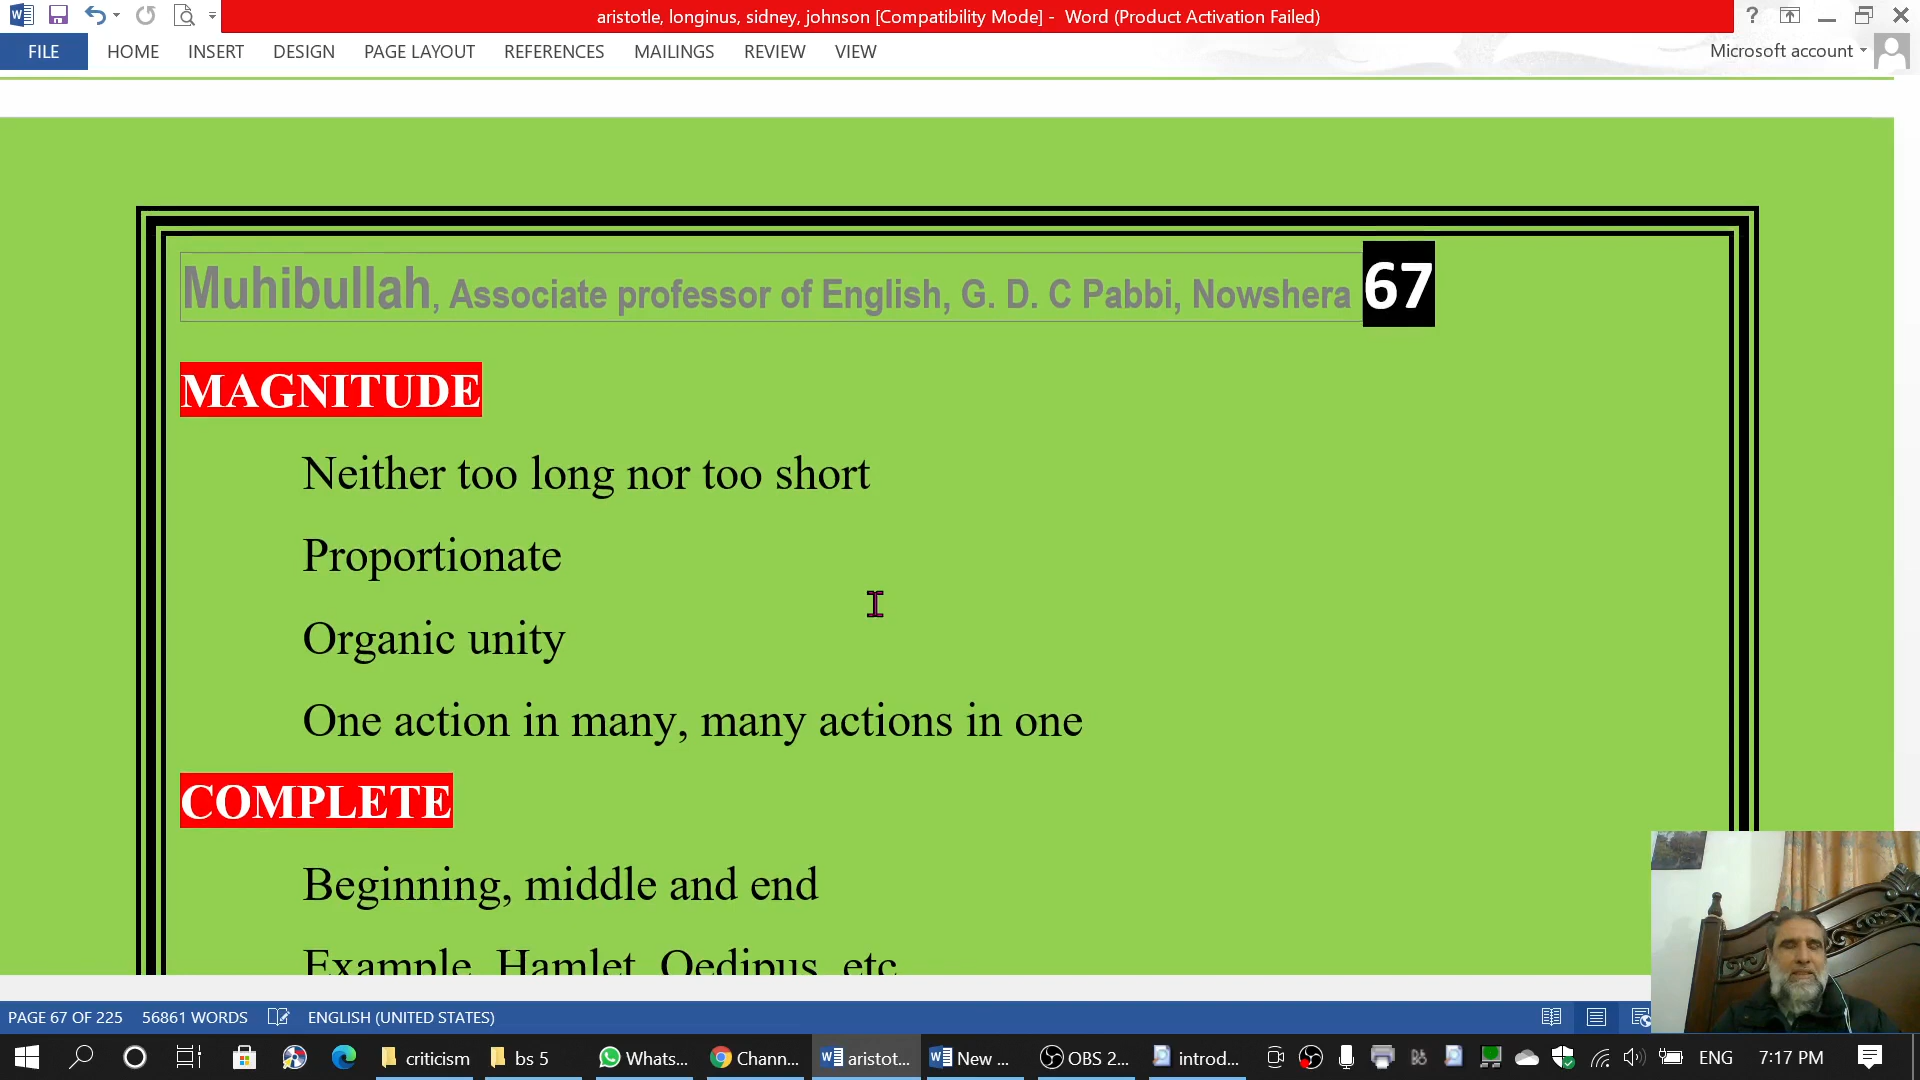 aristotle, longinus, sidney, johnson [Compatibility Mode] - Word (Product Activation Failed)
FILE HOME INSERT DESIGN PAGE LAYOUT REFERENCES MAILINGS REVIEW VIEW Microsoft account
Muhibullah, Associate professor of English, G. D. C Pabbi, Nowshera 67
MAGNITUDE
Neither too long nor too short
Proportionate
Organic unity
One action in many, many actions in one
COMPLETE
Beginning, middle and end
Example, Hamlet, Oedipus, etc
PAGE 67 OF 225 56861 WORDS ENGLISH (UNITED STATES)
criticism bs 5 Whats... Chann... aristot... New ... OBS 2... introd... ENG 7:17 PM